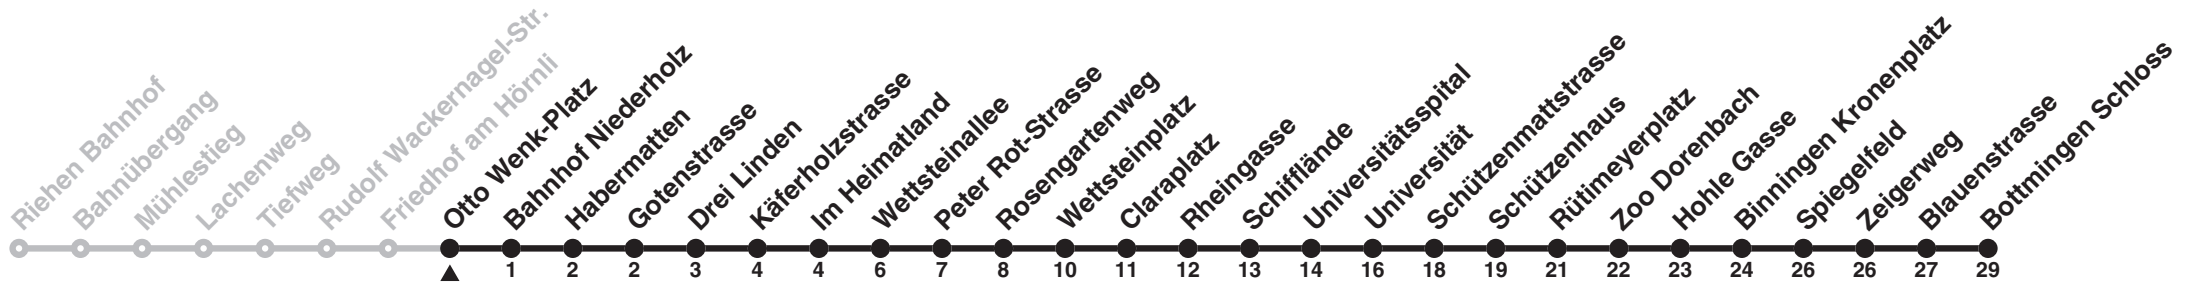 Riehen Bahnhof
Bahnübergang
Mühlestieg
Lachenweg
Tiefweg
Rudolf Wackernagel-Str.
Friedhof am Hörnli
Otto Wenk-Platz
Bahnhof Niederholz
Habermatten
Gotenstrasse
Drei Linden
Käferholzstrasse
Im Heimatland
Wettsteinallee
Peter Rot-Strasse
Rosengartenweg
Wettsteinplatz
Claraplatz
Rheingasse
Schifflände
Universitätsspital
Universität
Schützenmattstrasse
Schützenhaus
Rütimeyerplatz
Zoo Dorenbach
Hohle Gasse
Binningen Kronenplatz
Spiegelfeld
Zeigerweg
Blauenstrasse
Bottmingen Schloss
1 2 2 3 4 4 6 7 8 10 11 12 13 14 16 18 19 21 22 23 24 26 26 27 29